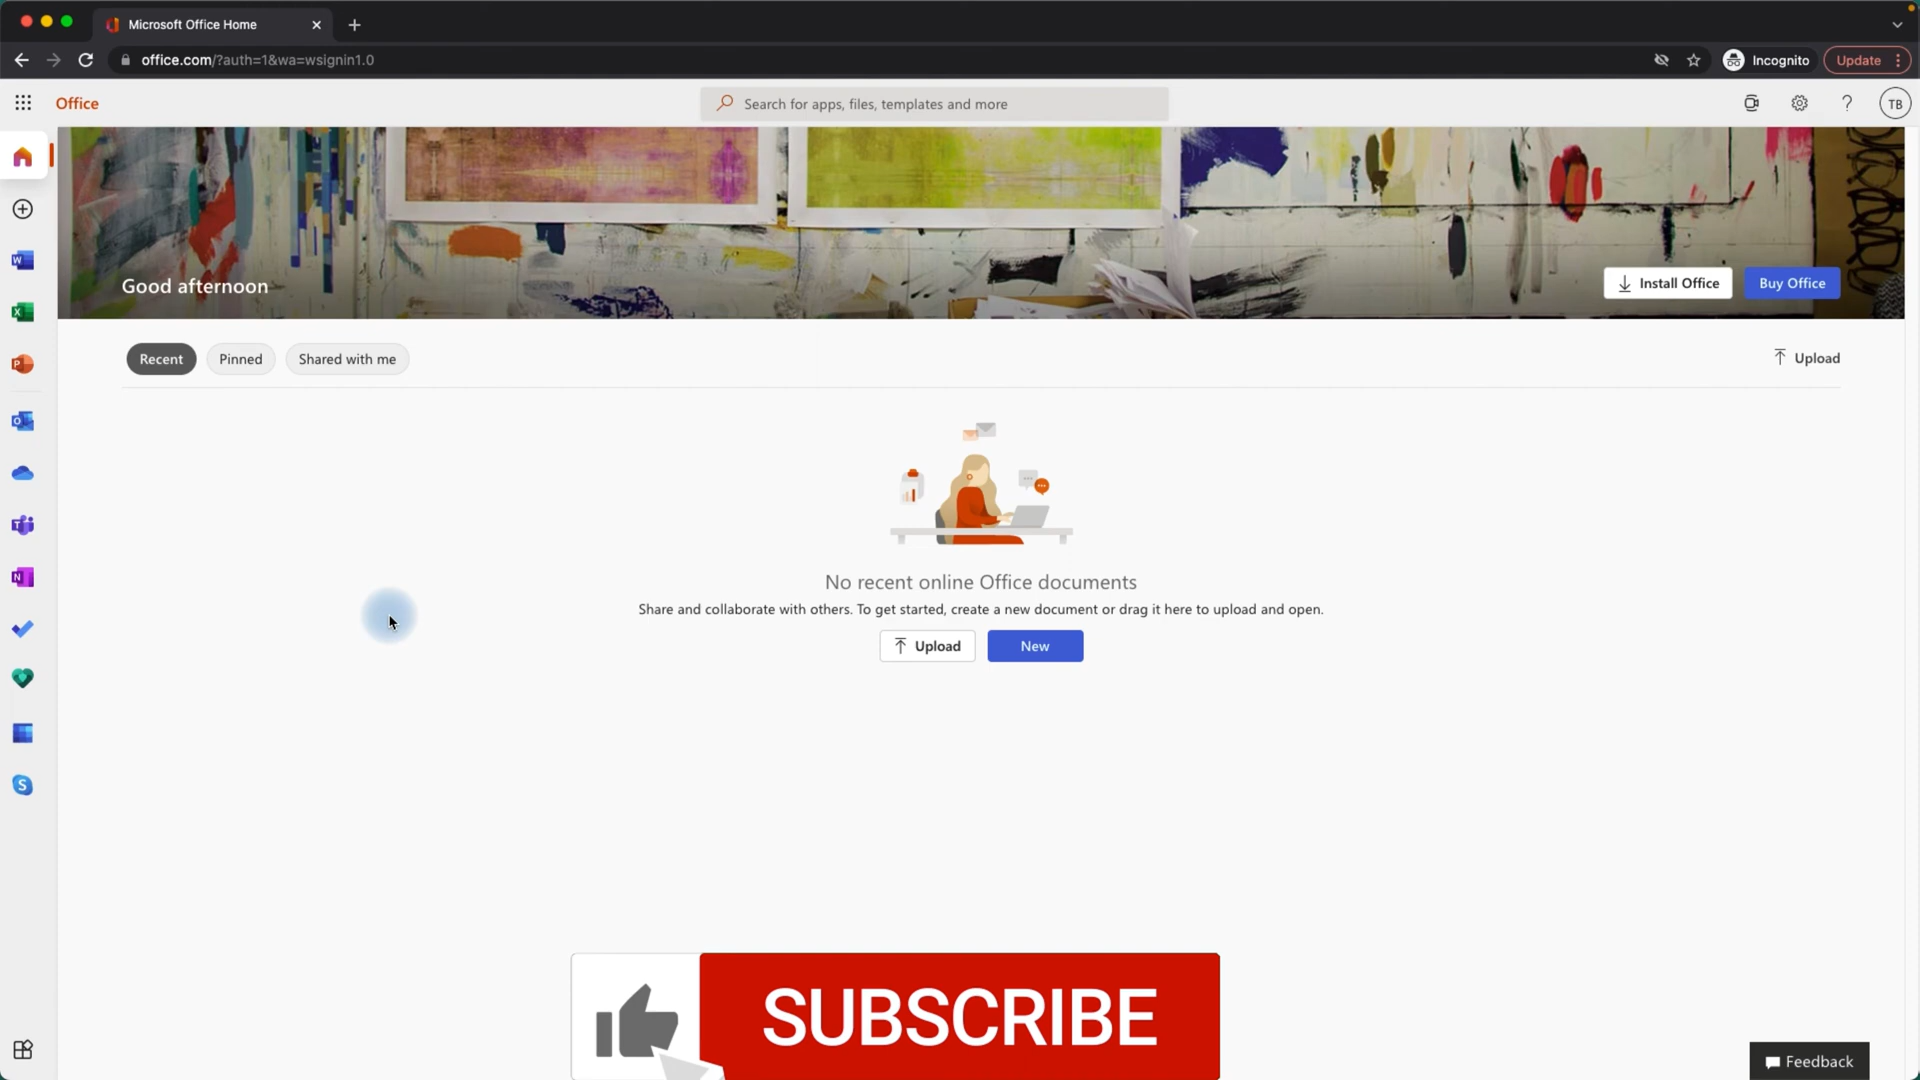 Microsoft Office Home
office.com/?auth=1&wa=wsignin1.0
Incognito
Update
Office
Search for apps, files, templates and more
TB
Good afternoon
Install Office
Buy Office
Recent
Pinned
Shared with me
Upload
No recent online Office documents
Share and collaborate with others. To get started, create a new document or drag it here to upload and open.
Upload
New
SUBSCRIBE
Feedback